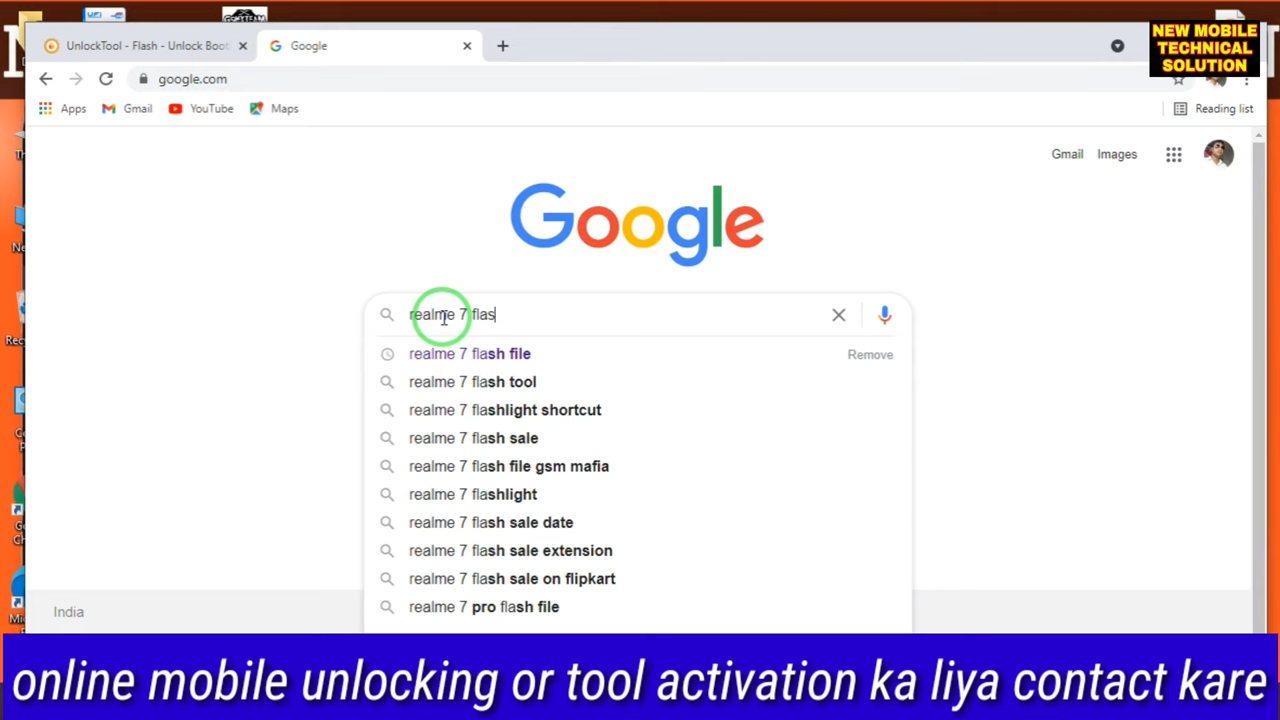 UnlockTool - Flash - Unlock Boot
Google
NEW MOBILE
TECHNICAL
SOLUTION
google.com
Apps
Gmail
YouTube
Maps
Reading list
Gmail
Images
Google
realme 7 flas
realme 7 flash file
Remove
realme 7 flash tool
realme 7 flashlight shortcut
realme 7 flash sale
realme 7 flash file gsm mafia
realme 7 flashlight
realme 7 flash sale date
realme 7 flash sale extension
realme 7 flash sale on flipkart
realme 7 pro flash file
India
online mobile unlocking or tool activation ka liya contact kare